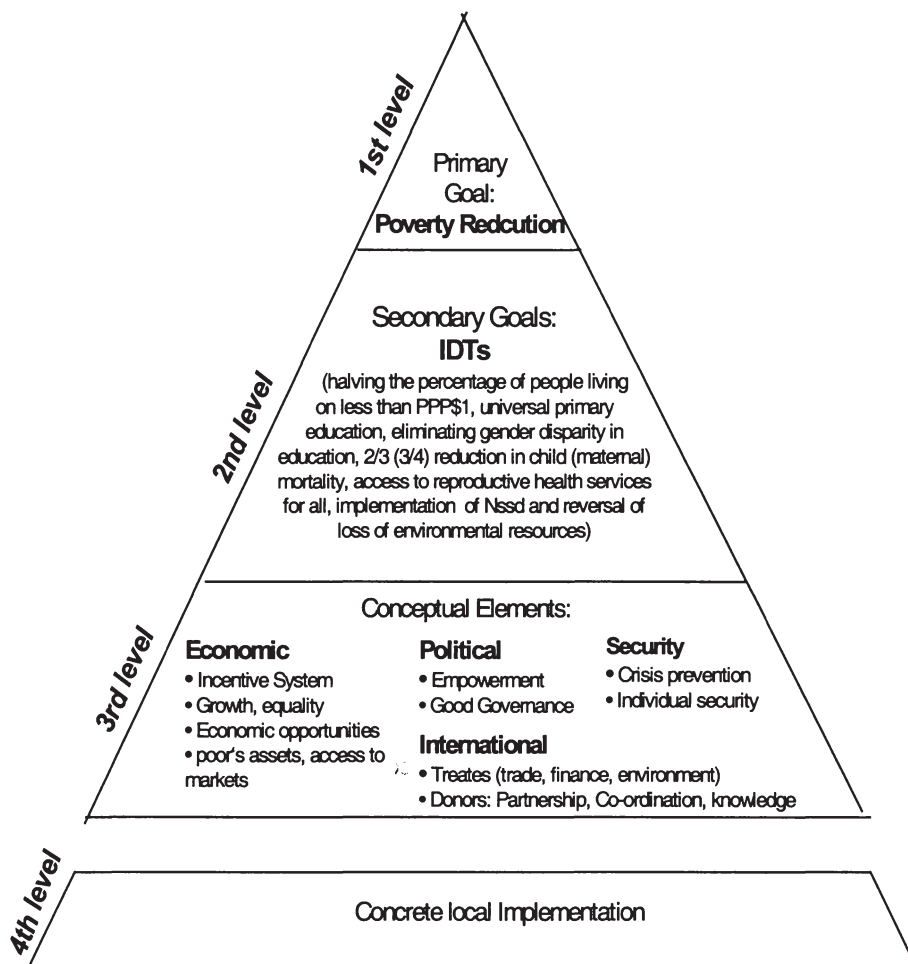 1st level
Primary
Goal:
Poverty Redcution
2nd level
Secondary Goals:
IDTs
(halving the percentage of people living
on less than PPP$1, universal primary
education, eliminating gender disparity in
education, 2/3 (3/4) reduction in child (maternal)
mortality, access to reproductive health services
for all, implementation of Nssd and reversal of
loss of environmental resources)
3rd level
Conceptual Elements:
Economic
• Incentive System
• Growth, equality
• Economic opportunities
• poor's assets, access to
markets
Political
• Empowerment
• Good Governance
Security
• Crisis prevention
• Individual security
International
• Treates (trade, finance, environment)
• Donors: Partnership, Co-ordination, knowledge
4th level
Concrete local Implementation